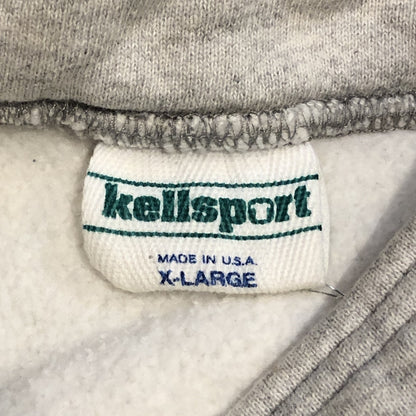 kellsport
MADE IN U.S.A.
X-LARGE